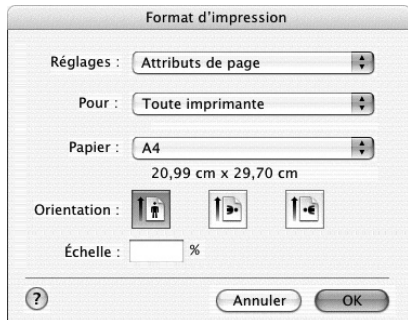 Format d'impression
Réglages : Attributs de page
Pour : Toute imprimante
Papier : A4
20,99 cm x 29,70 cm
Orientation :
Échelle : %
? Annuler OK